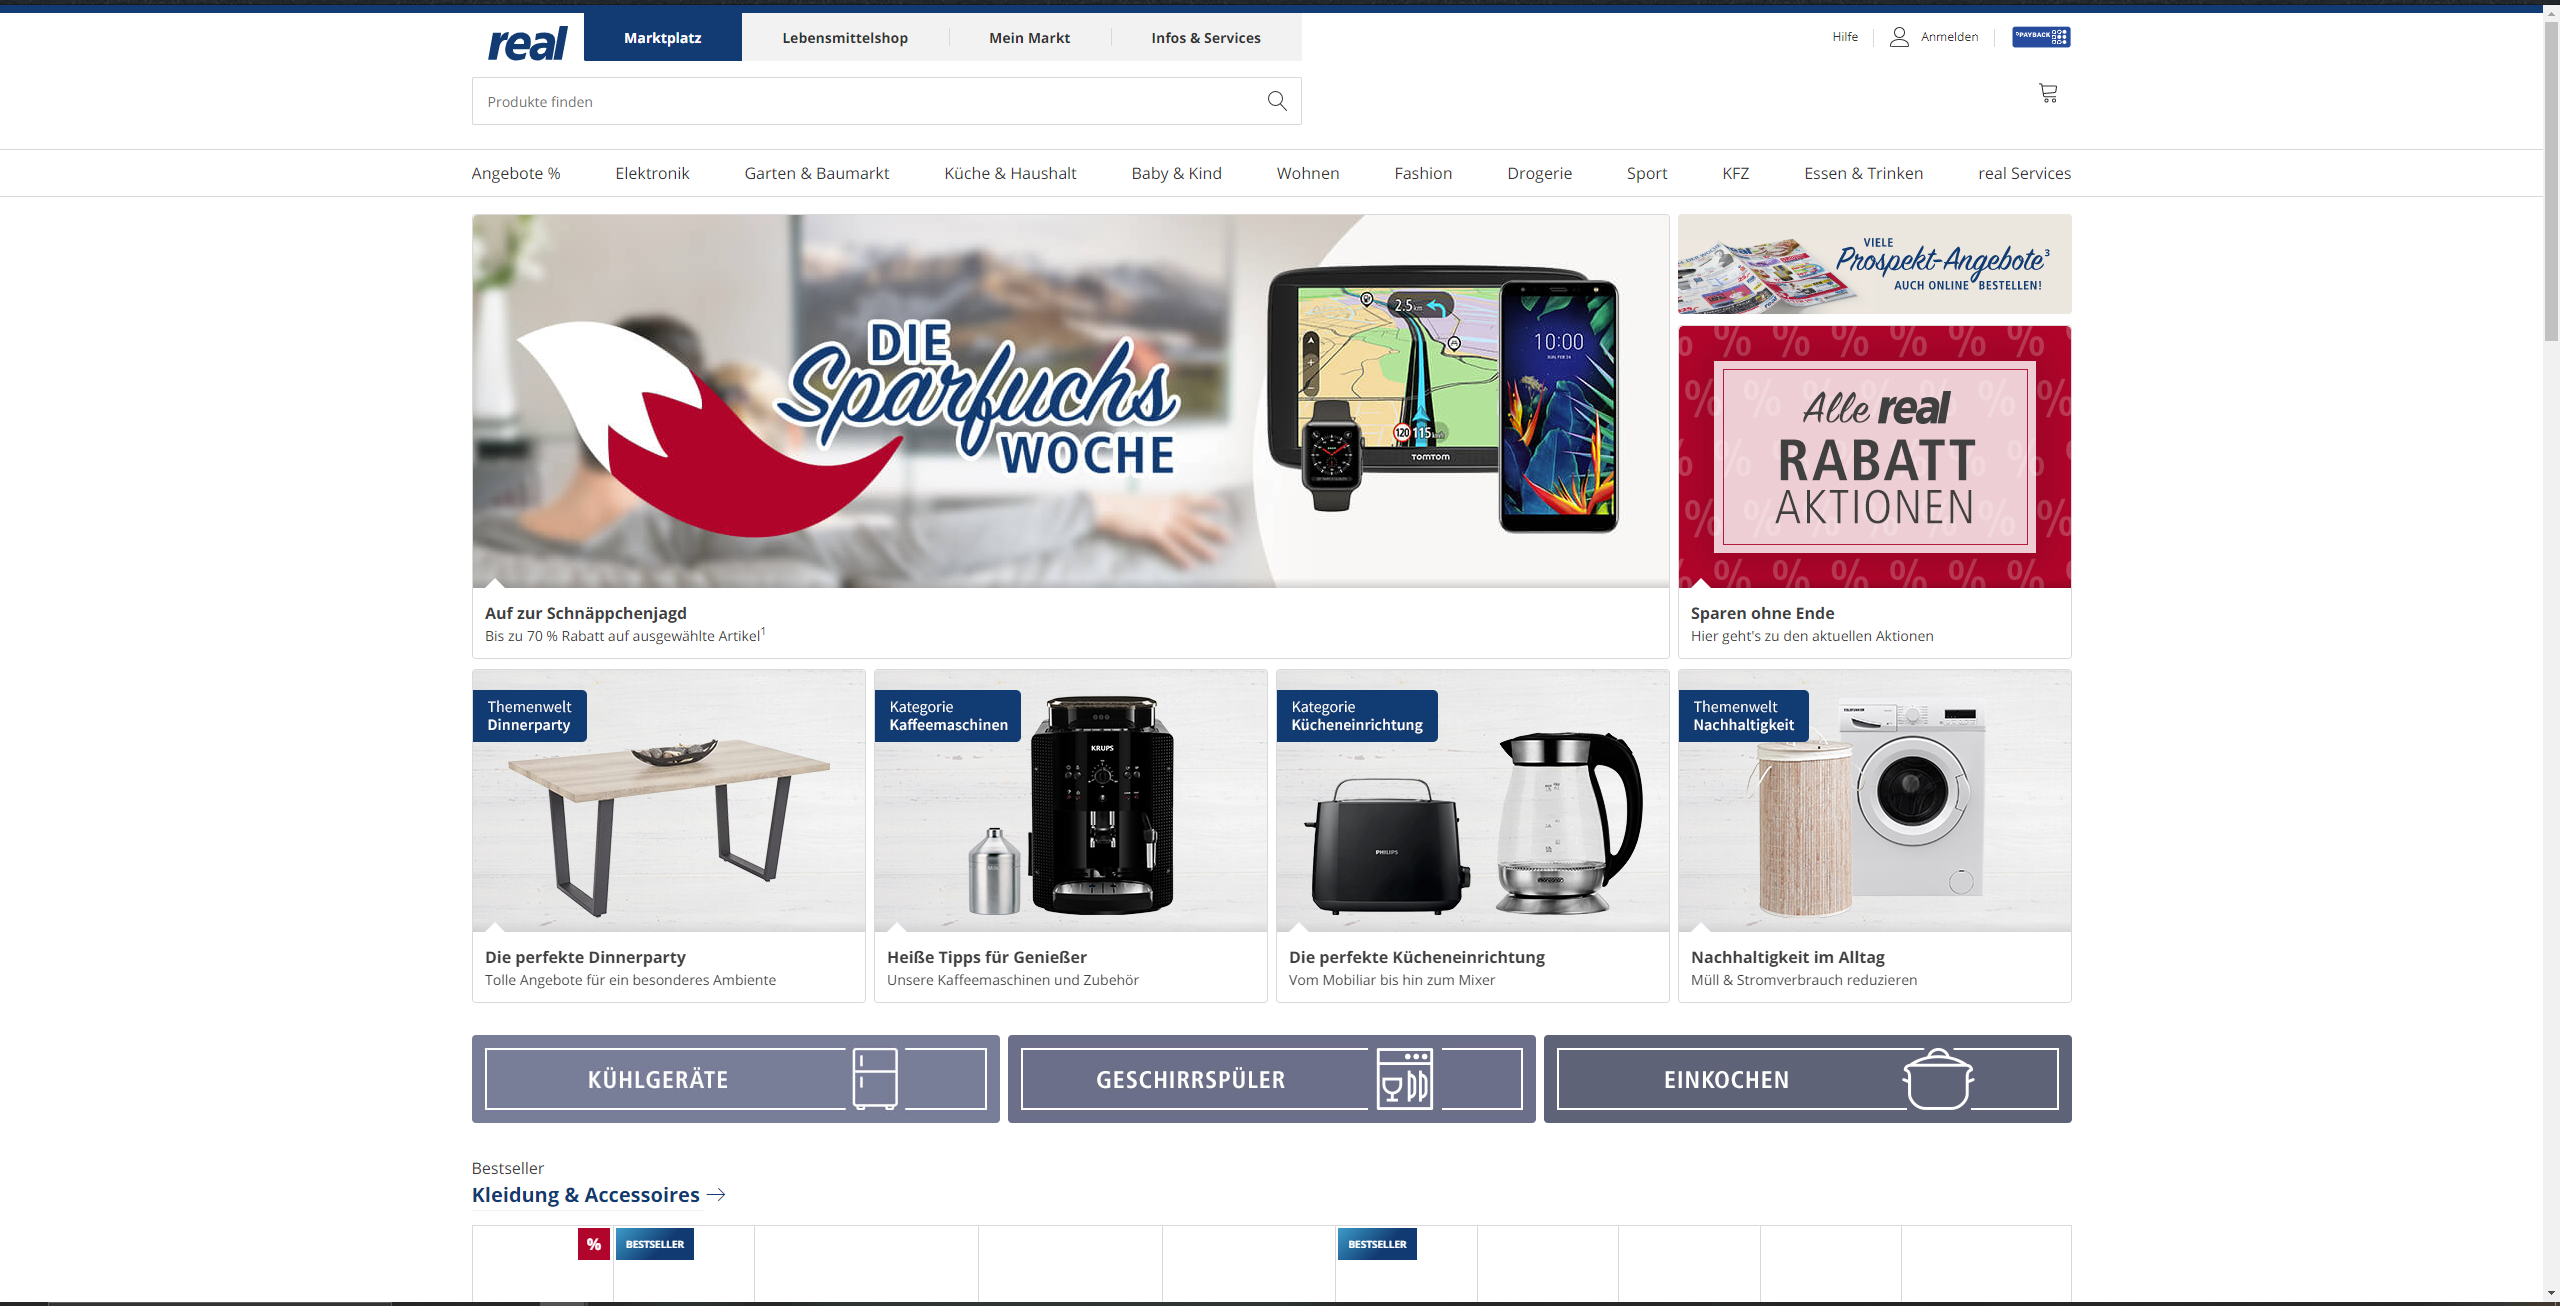 real
Marktplatz
Lebensmittelshop
Mein Markt
Infos & Services
Hilfe
Anmelden
PAYBACK
Produkte finden
Angebote %
Elektronik
Garten & Baumarkt
Küche & Haushalt
Baby & Kind
Wohnen
Fashion
Drogerie
Sport
KFZ
Essen & Trinken
real Services
DIE
Sparfuchs
WOCHE
2.5 km
120 115 km/h
TOMTOM
10:00
Auf zur Schnäppchenjagd
Bis zu 70 % Rabatt auf ausgewählte Artikel¹
VIELE
Prospekt-Angebote³
AUCH ONLINE BESTELLEN!
Alle real
RABATT
AKTIONEN
Sparen ohne Ende
Hier geht's zu den aktuellen Aktionen
Themenwelt
Dinnerparty
Die perfekte Dinnerparty
Tolle Angebote für ein besonderes Ambiente
Kategorie
Kaffeemaschinen
KRUPS
Heiße Tipps für Genießer
Unsere Kaffeemaschinen und Zubehör
Kategorie
Kücheneinrichtung
PHILIPS
Die perfekte Kücheneinrichtung
Vom Mobiliar bis hin zum Mixer
Themenwelt
Nachhaltigkeit
TELEFUNKEN
Nachhaltigkeit im Alltag
Müll & Stromverbrauch reduzieren
KÜHLGERÄTE
GESCHIRRSPÜLER
EINKOCHEN
Bestseller
Kleidung & Accessoires
%
BESTSELLER
BESTSELLER